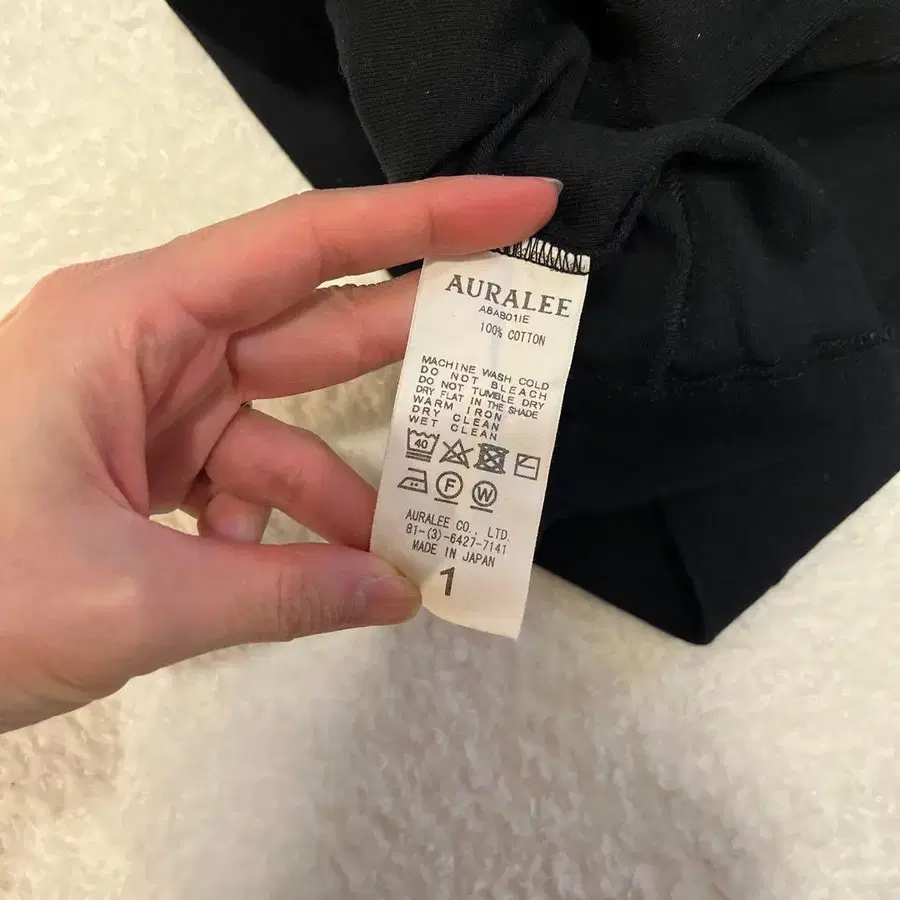 AURALEE
A8AB01IE
100% COTTON
MACHINE WASH COLD
DO NOT BLEACH
DO NOT TUMBLE DRY
DRY FLAT IN THE SHADE
WARM IRON
DRY CLEAN
WET CLEAN
40
F W
AURALEE CO., LTD.
81-(3)-6427-7141
MADE IN JAPAN
1